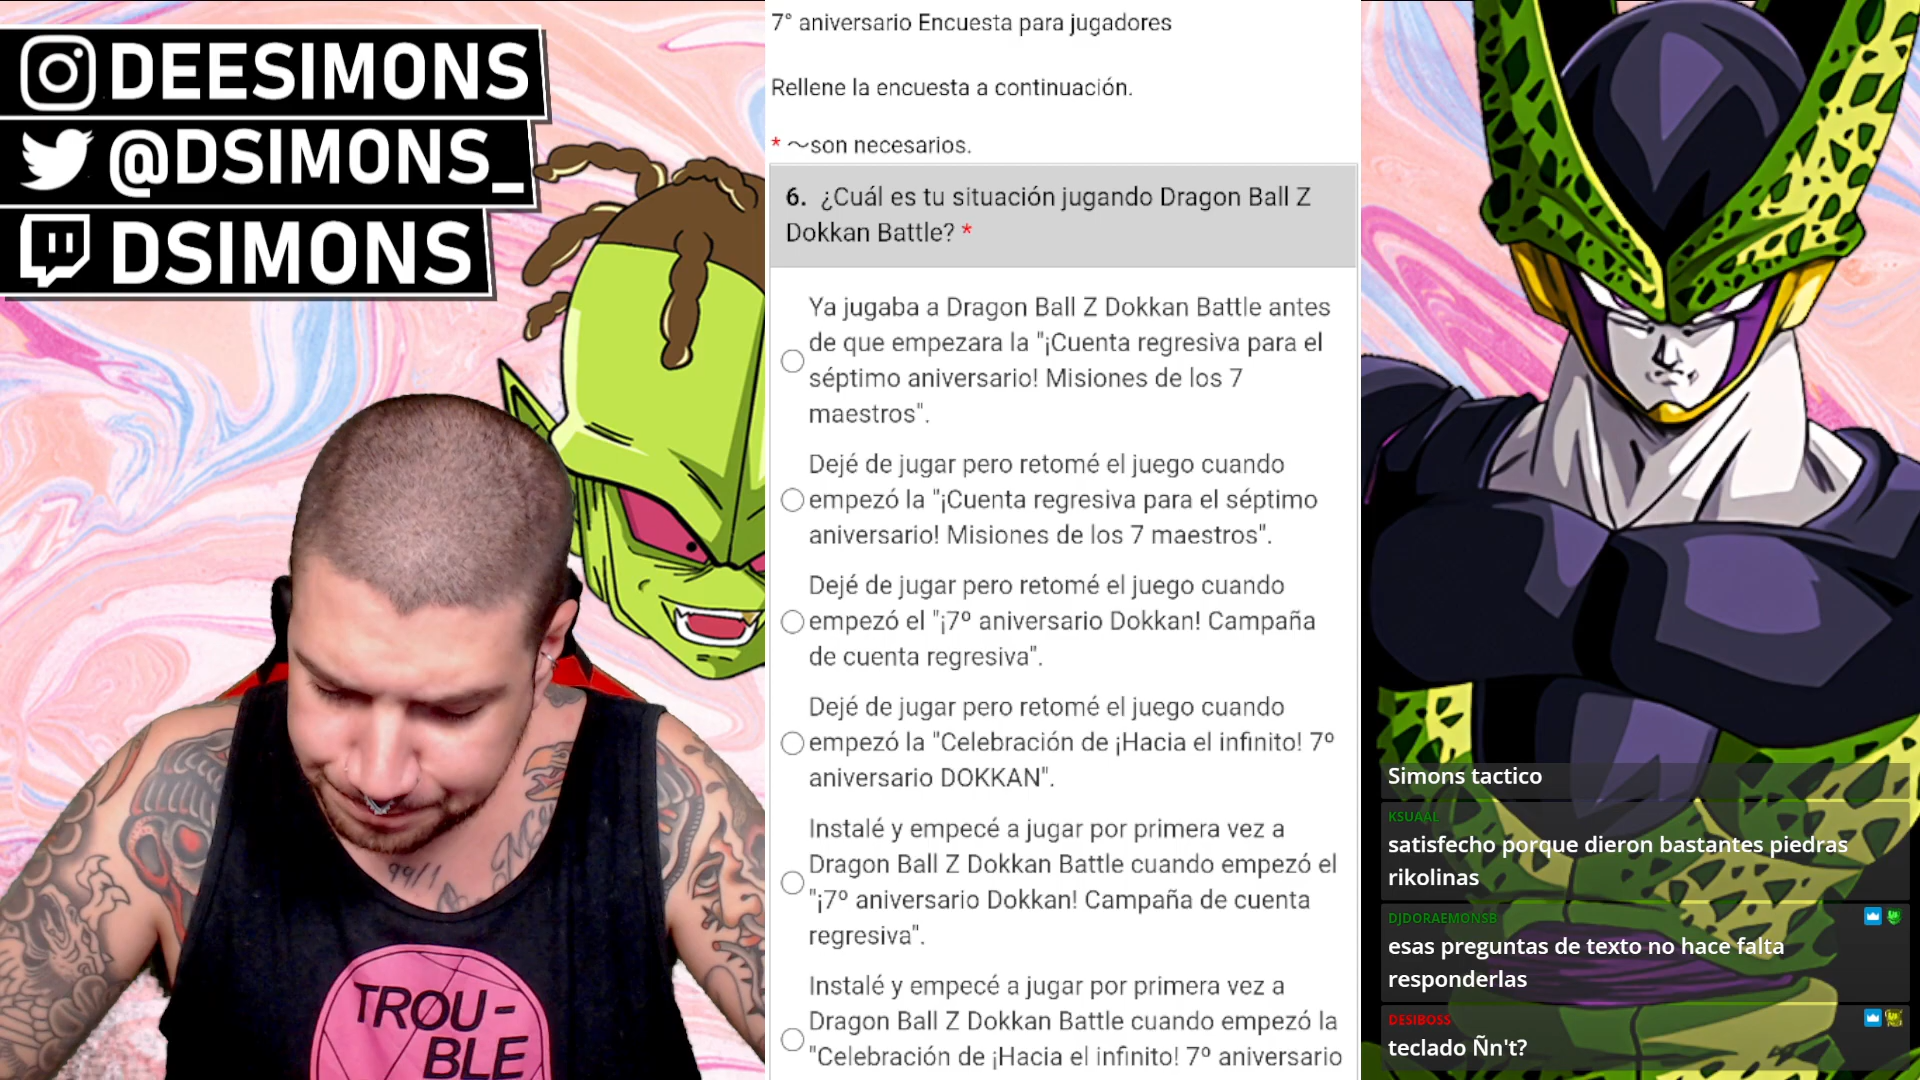 DEESIMONS
@DSIMONS_
DSIMONS
TROU-
BLE
7° aniversario Encuesta para jugadores
Rellene la encuesta a continuación.
* ～son necesarios.
6. ¿Cuál es tu situación jugando Dragon Ball Z
Dokkan Battle? *
Ya jugaba a Dragon Ball Z Dokkan Battle antes
de que empezara la "¡Cuenta regresiva para el
séptimo aniversario! Misiones de los 7
maestros".
Dejé de jugar pero retomé el juego cuando
empezó la "¡Cuenta regresiva para el séptimo
aniversario! Misiones de los 7 maestros".
Dejé de jugar pero retomé el juego cuando
empezó el "¡7º aniversario Dokkan! Campaña
de cuenta regresiva".
Dejé de jugar pero retomé el juego cuando
empezó la "Celebración de ¡Hacia el infinito! 7º
aniversario DOKKAN".
Instalé y empecé a jugar por primera vez a
Dragon Ball Z Dokkan Battle cuando empezó el
"¡7º aniversario Dokkan! Campaña de cuenta
regresiva".
Instalé y empecé a jugar por primera vez a
Dragon Ball Z Dokkan Battle cuando empezó la
"Celebración de ¡Hacia el infinito! 7º aniversario
Simons tactico
KSUAAL
satisfecho porque dieron bastantes piedras
rikolinas
DJDORAEMONSB
esas preguntas de texto no hace falta
responderlas
DESIBOSS
teclado Ñn't?